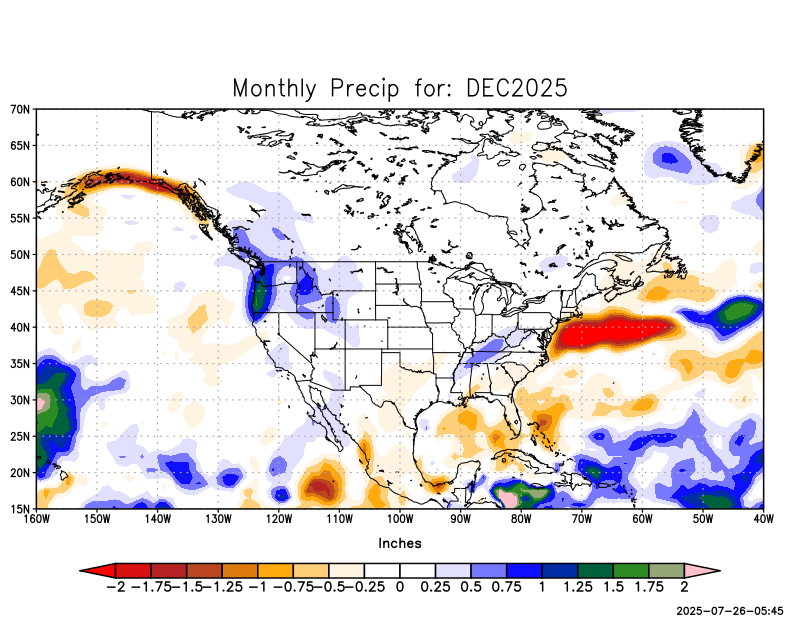 Monthly Precip for: DEC2025
70N
65N
60N
55N
50N
45N
40N
35N
30N
25N
20N
15N
160W 150W 140W 130W 120W 110W 100W 90W 80W 70W 60W 50W 40W
Inches
-2 -1.75 -1.5 -1.25 -1 -0.75 -0.5 -0.25 0 0.25 0.5 0.75 1 1.25 1.5 1.75 2
2025-07-26-05:45